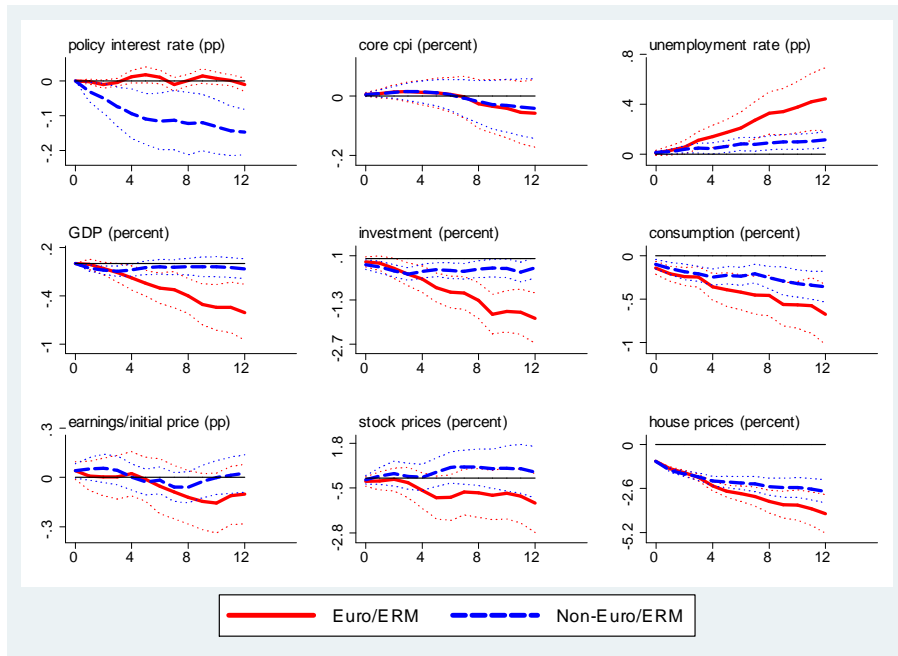 policy interest rate (pp)
0
-.1
-.2
0 4 8 12
core cpi (percent)
0
-.2
0 4 8 12
unemployment rate (pp)
.8
.4
0
0 4 8 12
GDP (percent)
.2
-.4
-1
0 4 8 12
investment (percent)
.1
-1.3
-2.7
0 4 8 12
consumption (percent)
0
-.5
-1
0 4 8 12
earnings/initial price (pp)
.3
0
-.3
0 4 8 12
stock prices (percent)
1.8
-.5
-2.8
0 4 8 12
house prices (percent)
0
-2.6
-5.2
0 4 8 12
Euro/ERM
Non-Euro/ERM